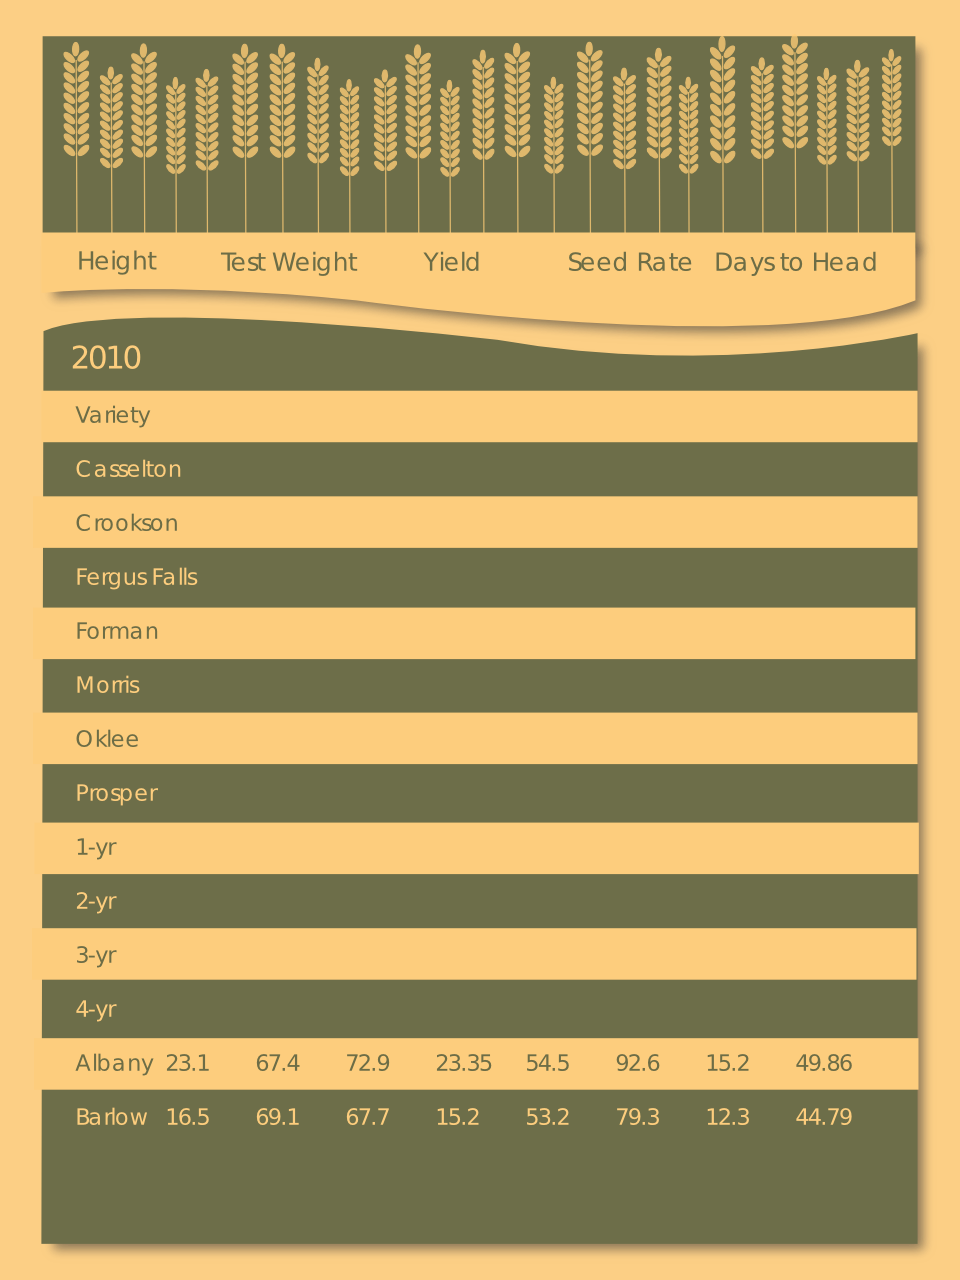 Height Test Weight Yield Seed Rate Days to Head
2010
Variety
Casselton
Crookson
Fergus Falls
Forman
Morris
Oklee
Prosper
1-yr
2-yr
3-yr
4-yr
Albany 23.1 67.4 72.9 23.35 54.5 92.6 15.2 49.86
Barlow 16.5 69.1 67.7 15.2 53.2 79.3 12.3 44.79